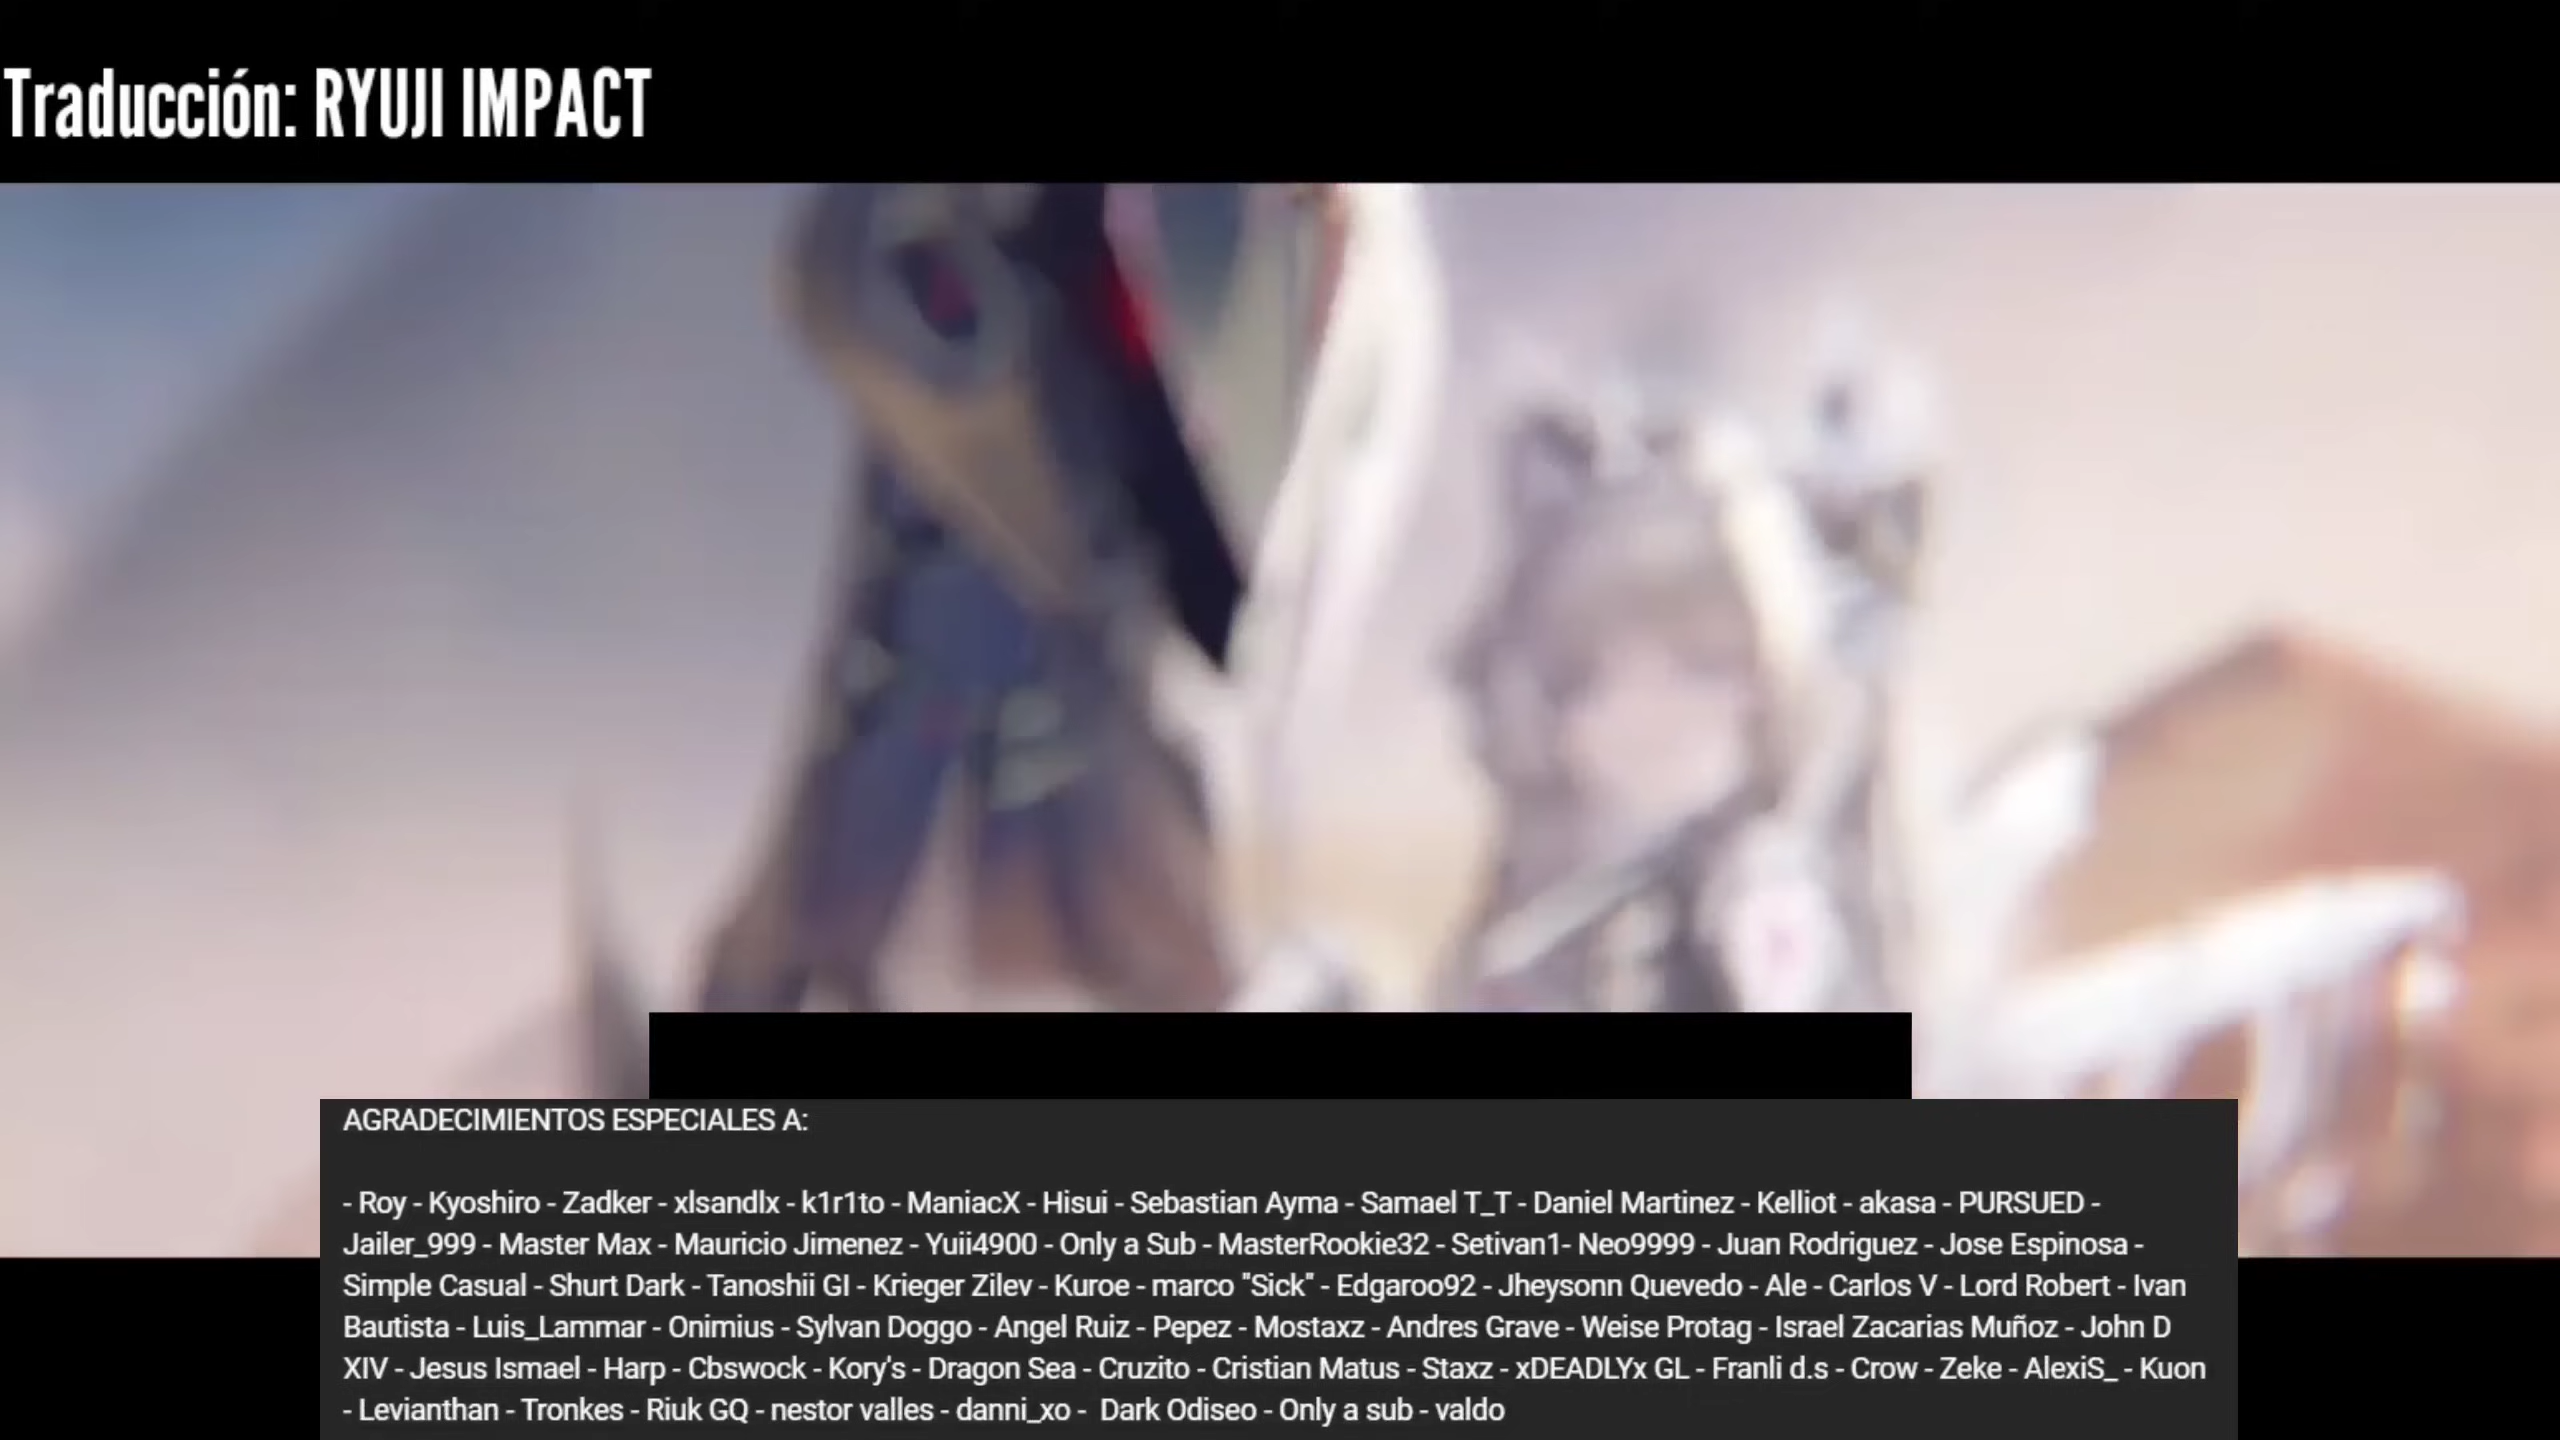 Traducción: RYUJI IMPACT
AGRADECIMIENTOS ESPECIALES A:
- Roy - Kyoshiro - Zadker - xlsandlx - k1r1to - ManiacX - Hisui - Sebastian Ayma - Samael T_T - Daniel Martinez - Kelliot - akasa - PURSUED -
Jailer_999 - Master Max - Mauricio Jimenez - Yuii4900 - Only a Sub - MasterRookie32 - Setivan1- Neo9999 - Juan Rodriguez - Jose Espinosa -
Simple Casual - Shurt Dark - Tanoshii GI - Krieger Zilev - Kuroe - marco "Sick" - Edgaroo92 - Jheysonn Quevedo - Ale - Carlos V - Lord Robert - Ivan
Bautista - Luis_Lammar - Onimius - Sylvan Doggo - Angel Ruiz - Pepez - Mostaxz - Andres Grave - Weise Protag - Israel Zacarias Muñoz - John D
XIV - Jesus Ismael - Harp - Cbswock - Kory's - Dragon Sea - Cruzito - Cristian Matus - Staxz - xDEADLYx GL - Franli d.s - Crow - Zeke - AlexiS_ - Kuon
- Levianthan - Tronkes - Riuk GQ - nestor valles - danni_xo -  Dark Odiseo - Only a sub - valdo